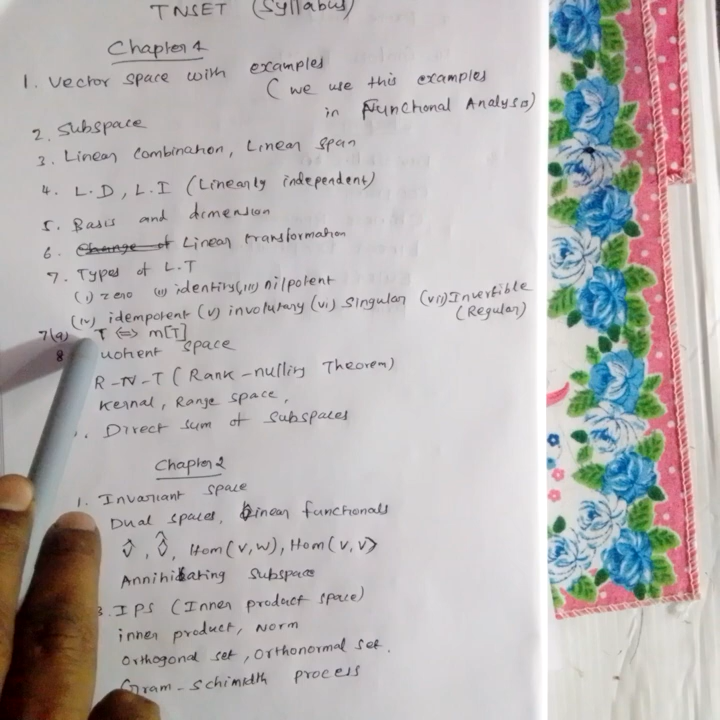 TNSET (Syllabus)
Chapter 1
1. Vector space with examples
(we use this examples
in Functional Analysis)
2. Subspace
3. Linear combination, Linear span
4. L.D, L.I (Linearly independent)
5. Basis and dimension
6. Change of Linear transformation
7. Types of L.T
(i) zero (ii) identity (iii) nilpotent
(iv) idempotent (v) involutary (vi) Singular (vii) Invertible
(Regular)
7(a) T <=> m[T]
8 uotient space
R-N-T (Rank-nullity Theorem)
Kernal, Range space,
. Direct sum of subspaces
Chapter 2
1. Invariant space
Dual spaces, Linear functionals
Hom(V,W), Hom(V,V)
Annihilating Subspace
3. IPS (Inner product space)
inner product, Norm
Orthogonal set, Orthonormal set.
Gram-Schimidth process